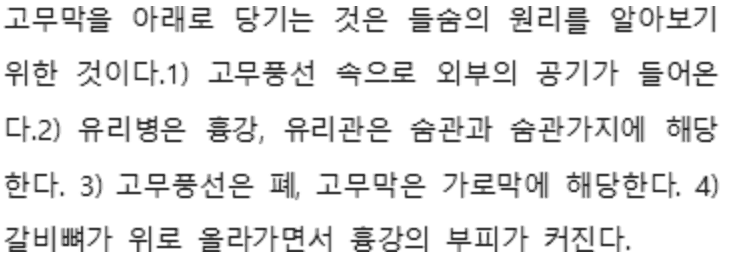 고무막을 아래로 당기는 것은 들숨의 원리를 알아보기
위한 것이다.1) 고무풍선 속으로 외부의 공기가 들어온
다.2) 유리병은 흉강, 유리관은 숨관과 숨관가지에 해당
한다. 3) 고무풍선은 폐, 고무막은 가로막에 해당한다. 4)
갈비뼈가 위로 올라가면서 흉강의 부피가 커진다.